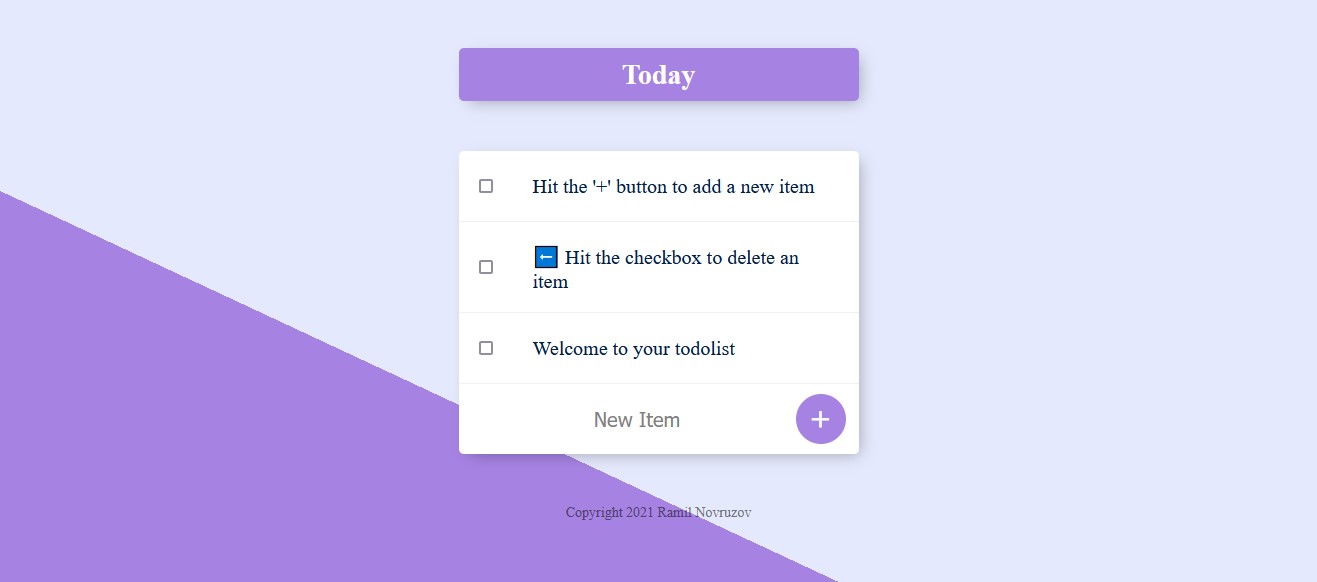 Today
Hit the '+' button to add a new item
⬅ Hit the checkbox to delete an
item
Welcome to your todolist
New Item
+
Copyright 2021 Ramil Novruzov